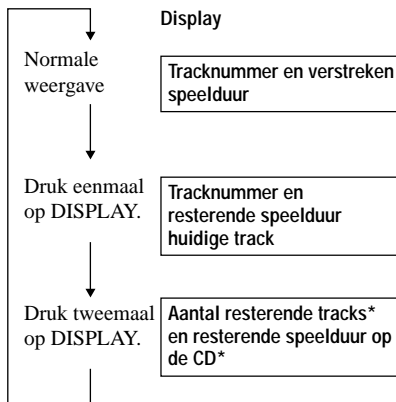 Display
Normale
weergave
Tracknummer en verstreken
speelduur
Druk eenmaal
op DISPLAY.
Tracknummer en
resterende speelduur
huidige track
Druk tweemaal
op DISPLAY.
Aantal resterende tracks*
en resterende speelduur op
de CD*